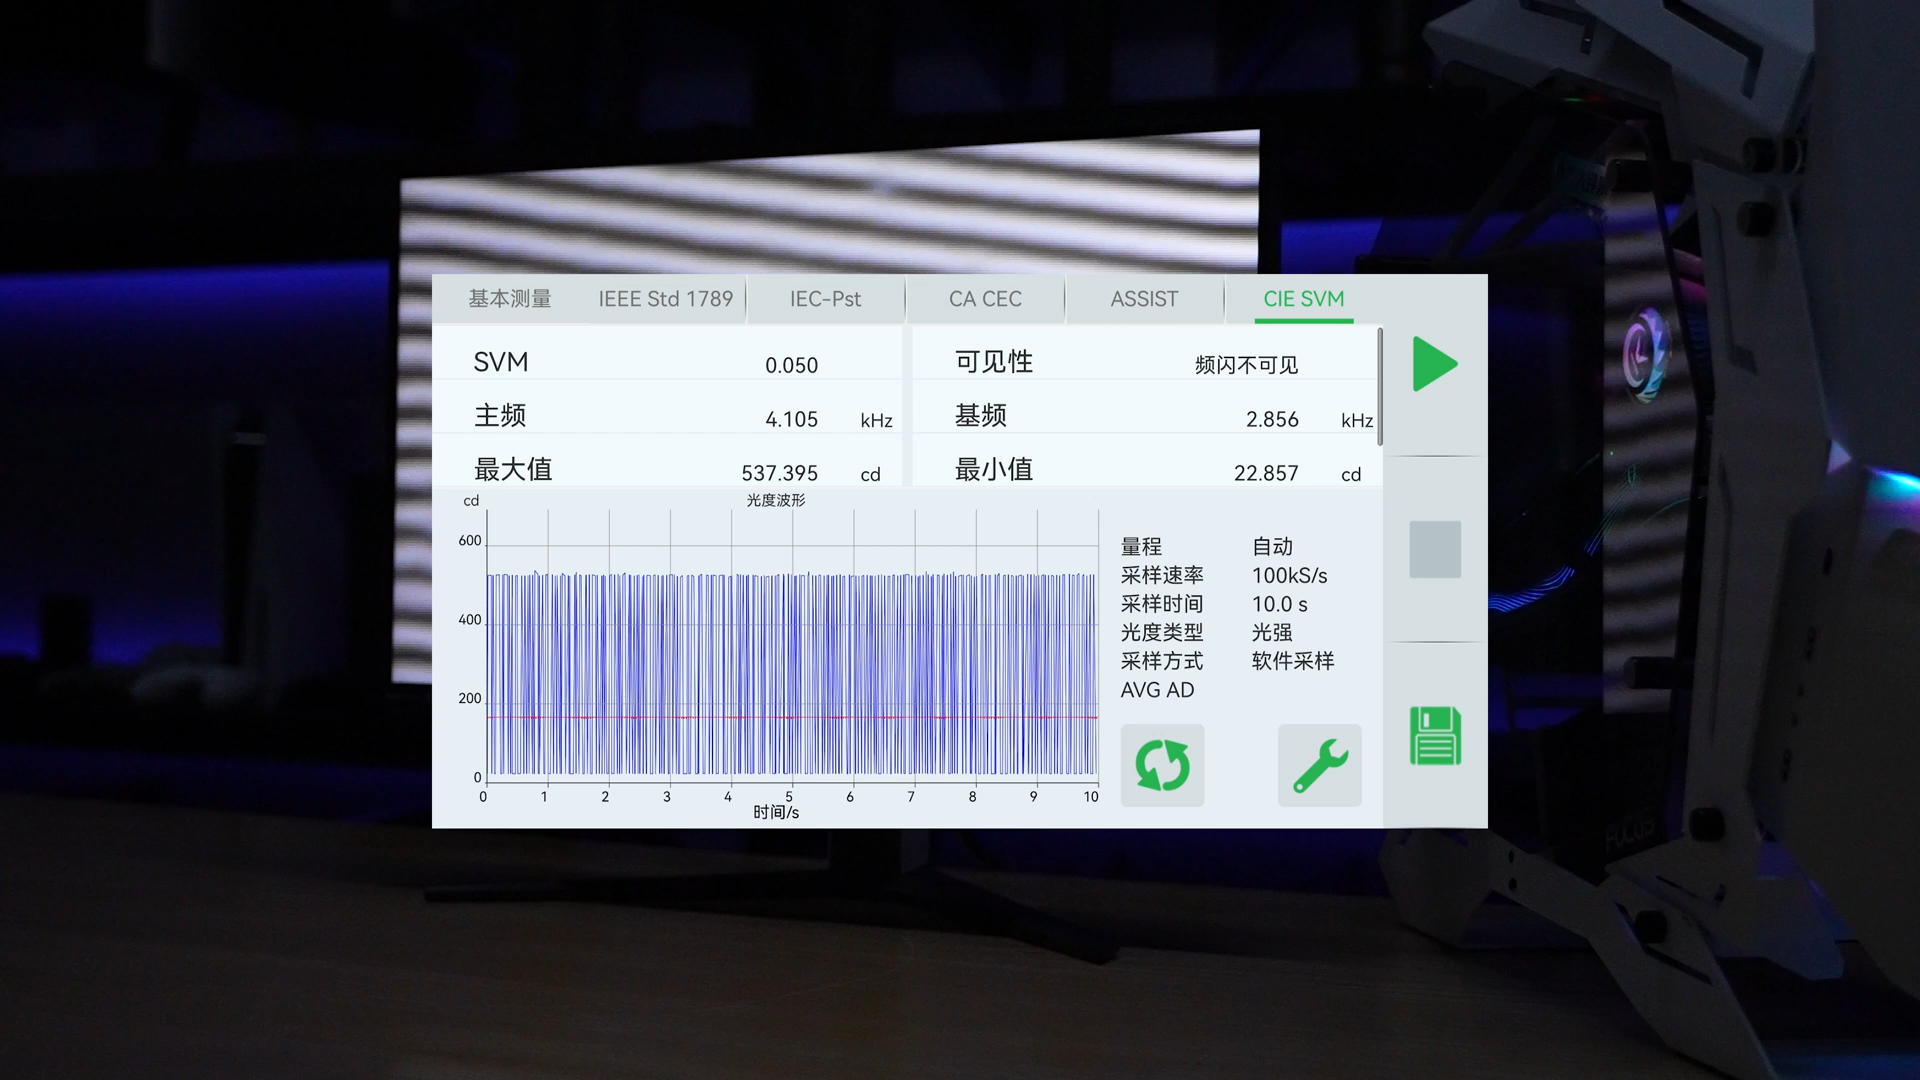 基本测量 IEEE Std 1789 IEC-Pst CA CEC ASSIST CIE SVM
SVM 0.050 可见性 频闪不可见
主频 4.105 kHz 基频 2.856 kHz
最大值 537.395 cd 最小值 22.857 cd
cd 光度波形
600
400
200
0
0 1 2 3 4 5 6 7 8 9 10
时间/s
量程 自动
采样速率 100kS/s
采样时间 10.0 s
光度类型 光强
采样方式 软件采样
AVG AD
FOCUS